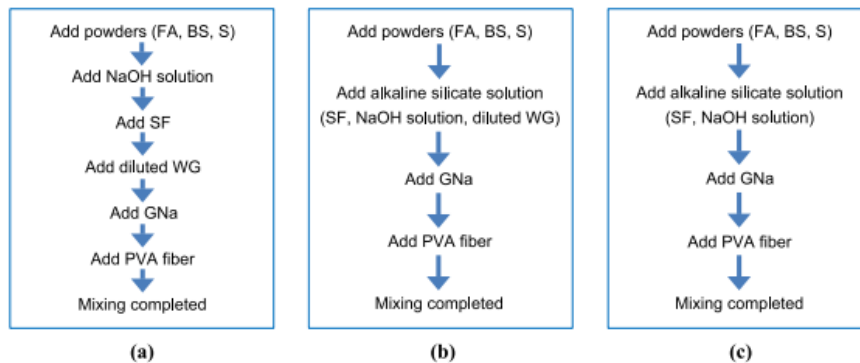 Add powders (FA, BS, S)
Add NaOH solution
Add SF
Add diluted WG
Add GNa
Add PVA fiber
Mixing completed
(a)
Add powders (FA, BS, S)
Add alkaline silicate solution
(SF, NaOH solution, diluted WG)
Add GNa
Add PVA fiber
Mixing completed
(b)
Add powders (FA, BS, S)
Add alkaline silicate solution
(SF, NaOH solution)
Add GNa
Add PVA fiber
Mixing completed
(c)